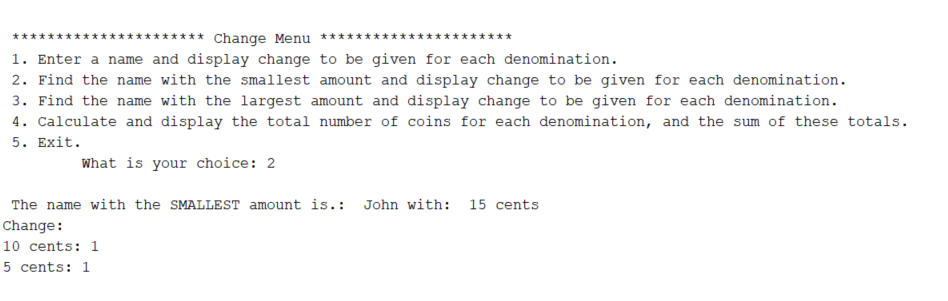 ********************** Change Menu **********************
1. Enter a name and display change to be given for each denomination.
2. Find the name with the smallest amount and display change to be given for each denomination.
3. Find the name with the largest amount and display change to be given for each denomination.
4. Calculate and display the total number of coins for each denomination, and the sum of these totals.
5. Exit.
What is your choice: 2
The name with the SMALLEST amount is.: John with: 15 cents
Change:
10 cents: 1
5 cents: 1